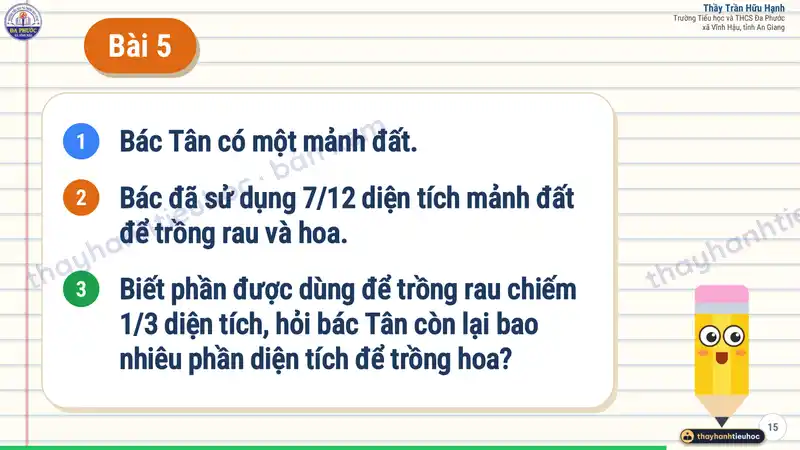 Thầy Trần Hữu Hạnh
Trường Tiểu học và THCS Đa Phước
xã Vĩnh Hậu, tỉnh An Giang
ĐA PHƯỚC
Bài 5
1
Bác Tân có một mảnh đất.
2
Bác đã sử dụng 7/12 diện tích mảnh đất
để trồng rau và hoa.
3
Biết phần được dùng để trồng rau chiếm
1/3 diện tích, hỏi bác Tân còn lại bao
nhiêu phần diện tích để trồng hoa?
15
thayhanhtieuhoc